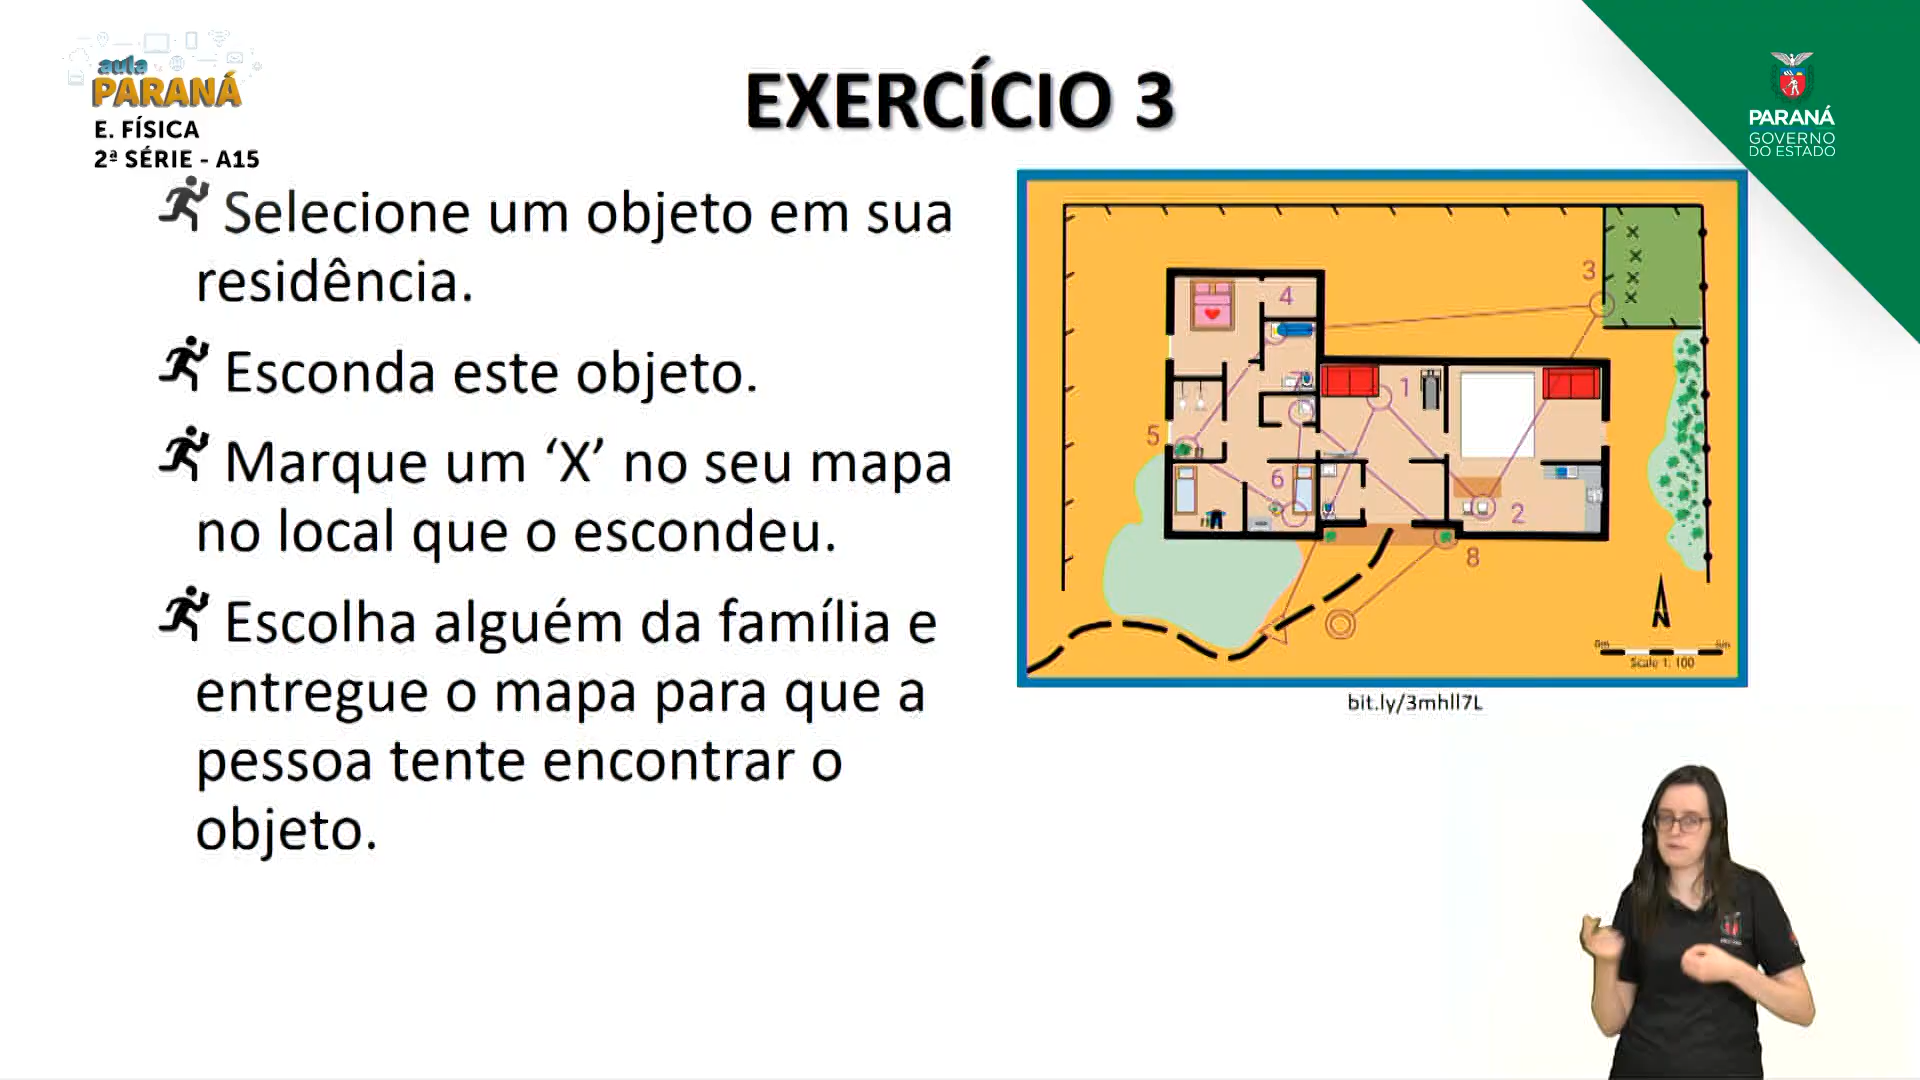 aula
PARANÁ
E. FÍSICA
2ª SÉRIE - A15
EXERCÍCIO 3
PARANÁ
GOVERNO
DO ESTADO
Selecione um objeto em sua
residência.
Esconda este objeto.
Marque um ‘X’ no seu mapa
no local que o escondeu.
Escolha alguém da família e
entregue o mapa para que a
pessoa tente encontrar o
objeto.
3
4
1
5
7
6
2
8
N
Scale 1: 100
bit.ly/3mhll7L